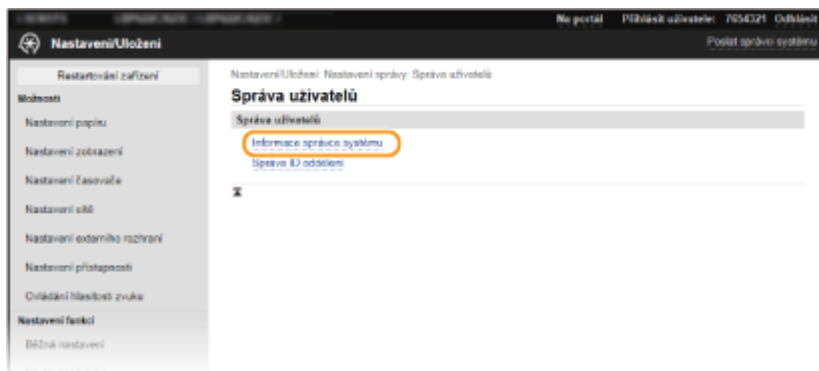 Na portál Přihlásit uživatele: 7654321 Odhlásit
Nastavení/Uložení
Poslat správci systému
Restartování zařízení
Nastavení/Uložení: Nastavení správy: Správa uživatelů
Správa uživatelů
Možnosti
Správa uživatelů
Nastavení papíru
Informace správce systému
Nastavení zobrazení
Správa ID oddělení
Nastavení časovače
Nastavení sítě
Nastavení externího rozhraní
Nastavení přístupnosti
Ovládání hlasitosti zvuku
Nastavení funkcí
Běžná nastavení